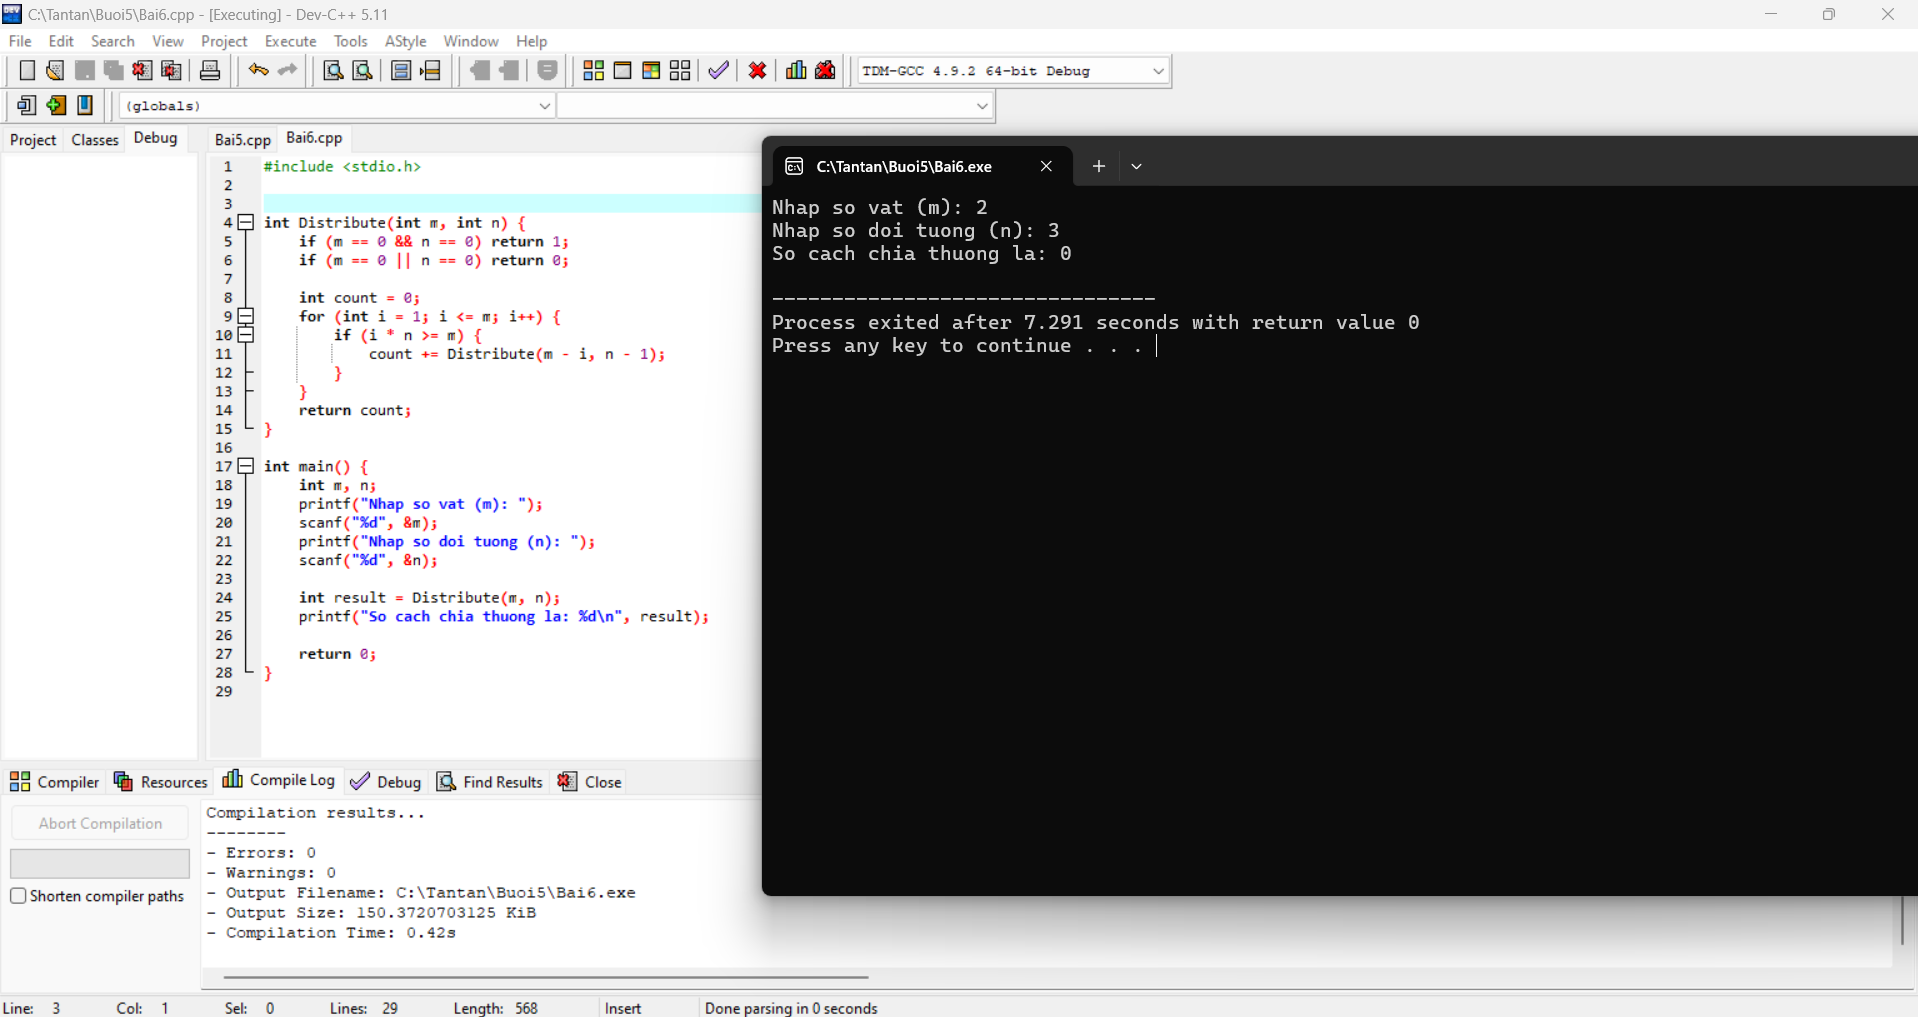 C:\Tantan\Buoi5\Bai6.cpp - [Executing] - Dev-C++ 5.11
File Edit Search View Project Execute Tools AStyle Window Help
TDM-GCC 4.9.2 64-bit Debug
(globals)
Project Classes Debug
Bai5.cpp Bai6.cpp
1 #include <stdio.h>
2
3
4 int Distribute(int m, int n) {
5 if (m == 0 && n == 0) return 1;
6 if (m == 0 || n == 0) return 0;
7
8 int count = 0;
9 for (int i = 1; i <= m; i++) {
10 if (i * n >= m) {
11 count += Distribute(m - i, n - 1);
12 }
13 }
14 return count;
15 }
16
17 int main() {
18 int m, n;
19 printf("Nhap so vat (m): ");
20 scanf("%d", &m);
21 printf("Nhap so doi tuong (n): ");
22 scanf("%d", &n);
23
24 int result = Distribute(m, n);
25 printf("So cach chia thuong la: %d\n", result);
26
27 return 0;
28 }
29
C:\Tantan\Buoi5\Bai6.exe
Nhap so vat (m): 2
Nhap so doi tuong (n): 3
So cach chia thuong la: 0
--------------------------------
Process exited after 7.291 seconds with return value 0
Press any key to continue . . .
Compiler Resources Compile Log Debug Find Results Close
Abort Compilation
Shorten compiler paths
Compilation results...
--------
- Errors: 0
- Warnings: 0
- Output Filename: C:\Tantan\Buoi5\Bai6.exe
- Output Size: 150.3720703125 KiB
- Compilation Time: 0.42s
Line: 3 Col: 1 Sel: 0 Lines: 29 Length: 568 Insert Done parsing in 0 seconds